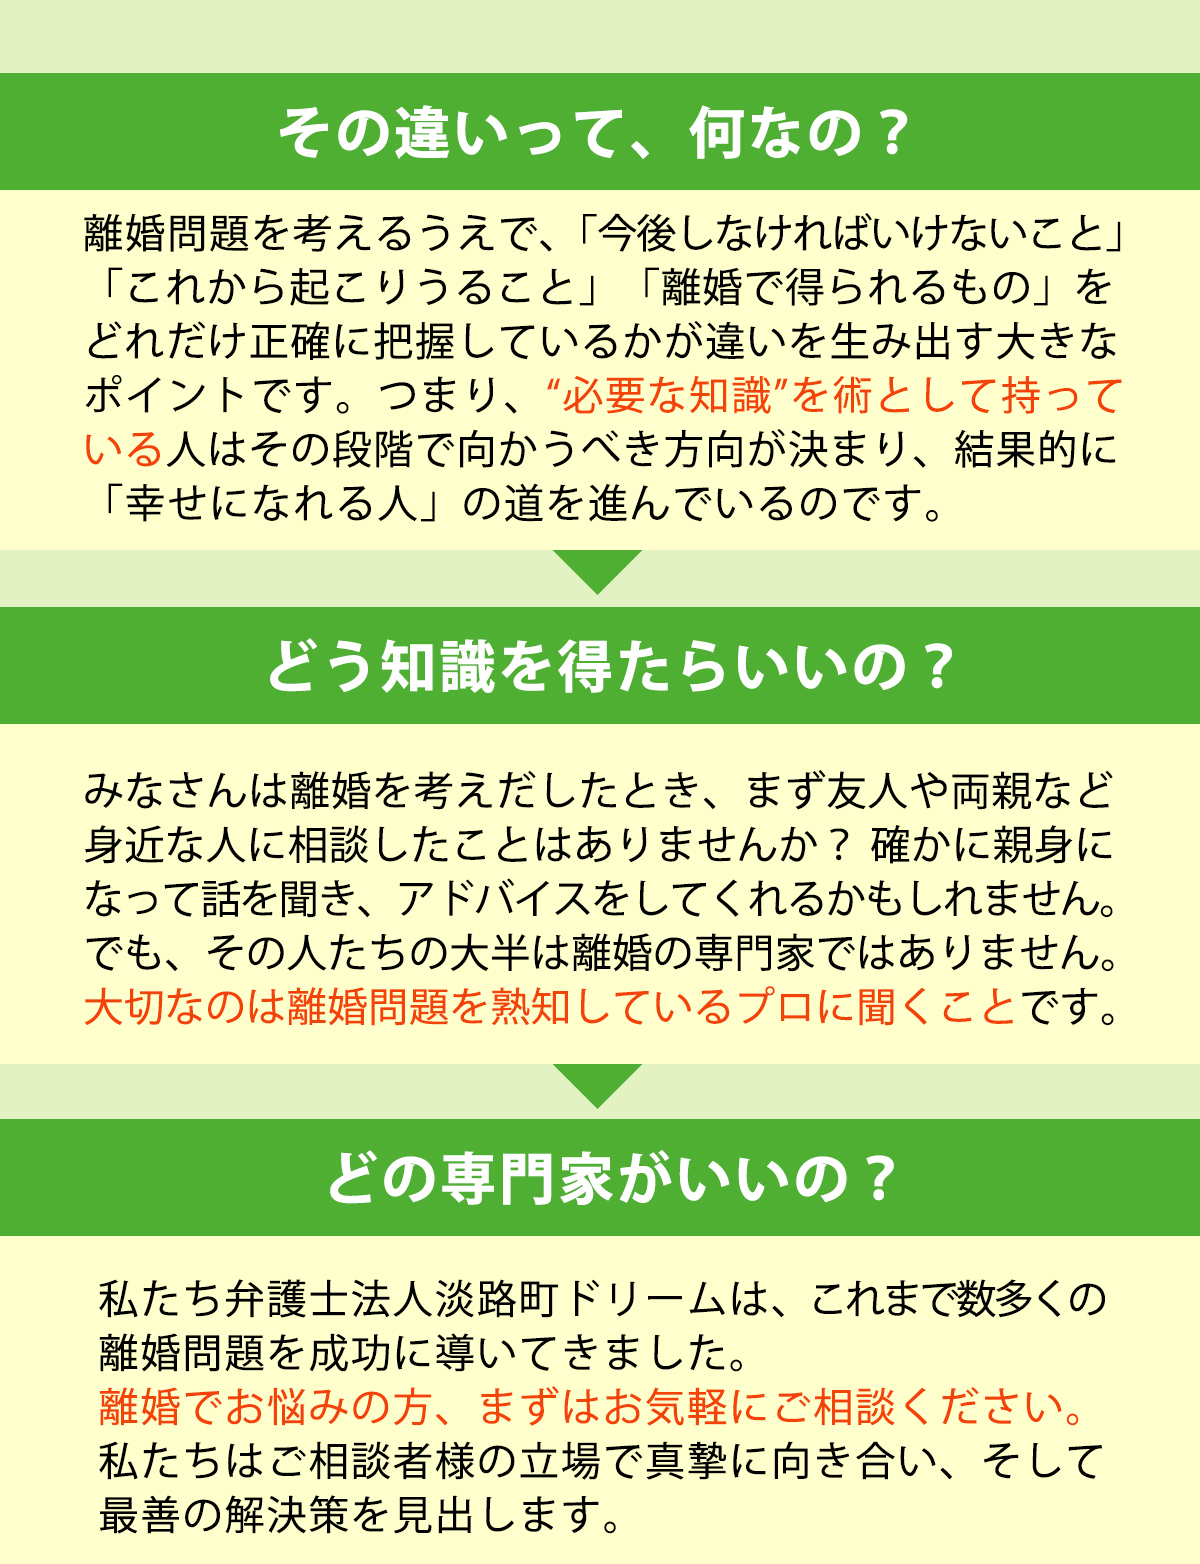 その違いって、何なの？
離婚問題を考えるうえで、「今後しなければいけないこと」
「これから起こりうること」「離婚で得られるもの」を
どれだけ正確に把握しているかが違いを生み出す大きな
ポイントです。つまり、“必要な知識”を術として持って
いる人はその段階で向かうべき方向が決まり、結果的に
「幸せになれる人」の道を進んでいるのです。
どう知識を得たらいいの？
みなさんは離婚を考えだしたとき、まず友人や両親など
身近な人に相談したことはありませんか？ 確かに親身に
なって話を聞き、アドバイスをしてくれるかもしれません。
でも、その人たちの大半は離婚の専門家ではありません。
大切なのは離婚問題を熟知しているプロに聞くことです。
どの専門家がいいの？
私たち弁護士法人淡路町ドリームは、これまで数多くの
離婚問題を成功に導いてきました。
離婚でお悩みの方、まずはお気軽にご相談ください。
私たちはご相談者様の立場で真摯に向き合い、そして
最善の解決策を見出します。